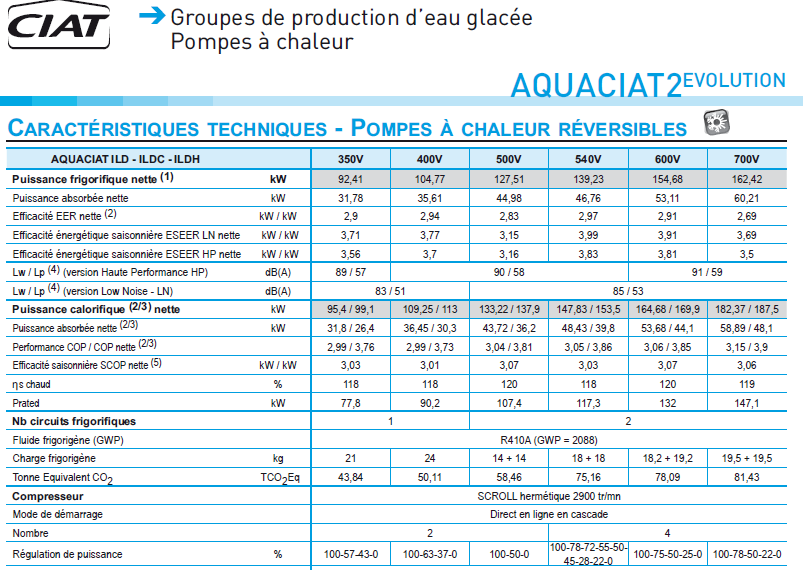 CIAT
➔ Groupes de production d'eau glacée
Pompes à chaleur
AQUACIAT2EVOLUTION
CARACTÉRISTIQUES TECHNIQUES - POMPES À CHALEUR RÉVERSIBLES
AQUACIAT ILD - ILDC - ILDH 350V 400V 500V 540V 600V 700V
Puissance frigorifique nette (1) kW 92,41 104,77 127,51 139,23 154,68 162,42
Puissance absorbée nette kW 31,78 35,61 44,98 46,76 53,11 60,21
Efficacité EER nette (2) kW / kW 2,9 2,94 2,83 2,97 2,91 2,69
Efficacité énergétique saisonnière ESEER LN nette kW / kW 3,71 3,77 3,15 3,99 3,91 3,69
Efficacité énergétique saisonnière ESEER HP nette kW / kW 3,56 3,7 3,16 3,83 3,81 3,5
Lw / Lp (4) (version Haute Performance HP) dB(A) 89 / 57 90 / 58 91 / 59
Lw / Lp (4) (version Low Noise - LN) dB(A) 83 / 51 85 / 53
Puissance calorifique (2/3) nette kW 95,4 / 99,1 109,25 / 113 133,22 / 137,9 147,83 / 153,5 164,68 / 169,9 182,37 / 187,5
Puissance absorbée nette (2/3) kW 31,8 / 26,4 36,45 / 30,3 43,72 / 36,2 48,43 / 39,8 53,68 / 44,1 58,89 / 48,1
Performance COP / COP nette (2/3) 2,99 / 3,76 2,99 / 3,73 3,04 / 3,81 3,05 / 3,86 3,06 / 3,85 3,15 / 3,9
Efficacité saisonnière SCOP nette (5) kW / kW 3,03 3,01 3,07 3,03 3,07 3,06
ηs chaud % 118 118 120 118 120 119
Prated kW 77,8 90,2 107,4 117,3 132 147,1
Nb circuits frigorifiques 1 2
Fluide frigorigène (GWP) R410A (GWP = 2088)
Charge frigorigène kg 21 24 14 + 14 18 + 18 18,2 + 19,2 19,5 + 19,5
Tonne Equivalent CO2 TCO2Eq 43,84 50,11 58,46 75,16 78,09 81,43
Compresseur SCROLL hermétique 2900 tr/mn
Mode de démarrage Direct en ligne en cascade
Nombre 2 4
Régulation de puissance % 100-57-43-0 100-63-37-0 100-50-0 100-78-72-55-50-45-28-22-0 100-75-50-25-0 100-78-50-22-0